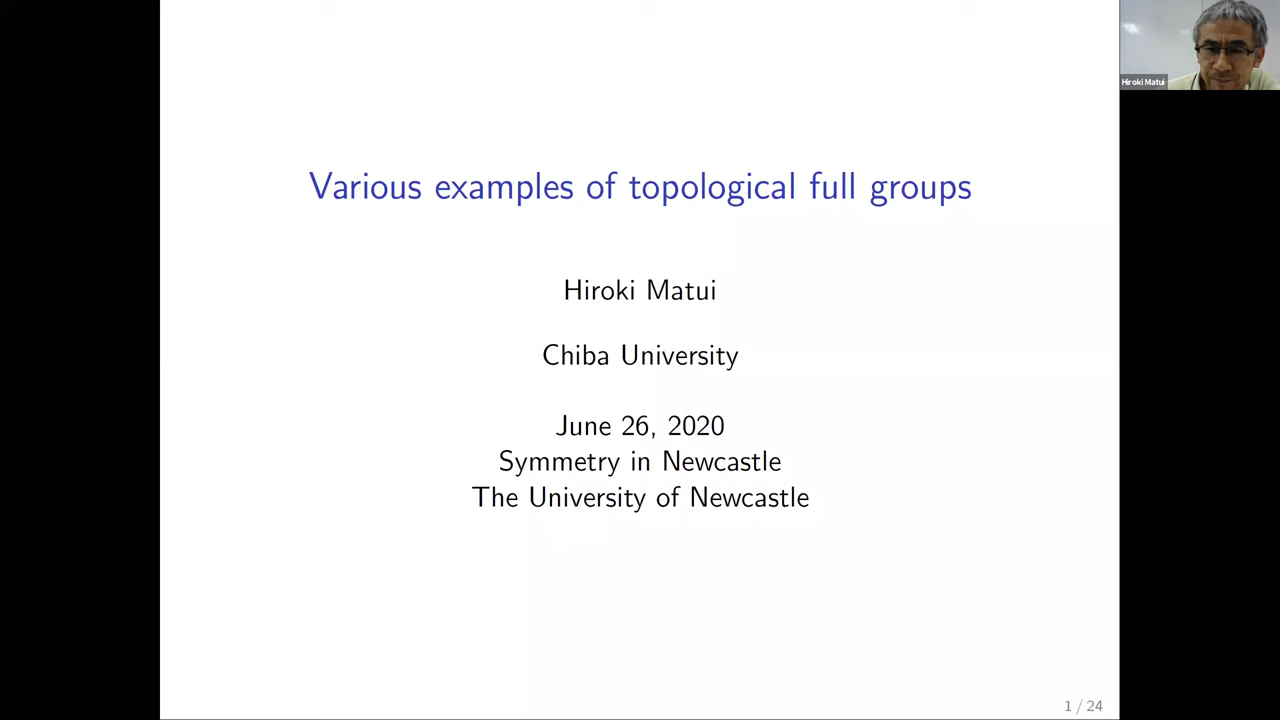 Various examples of topological full groups
Hiroki Matui
Chiba University
June 26, 2020
Symmetry in Newcastle
The University of Newcastle
1 / 24
Hiroki Matui